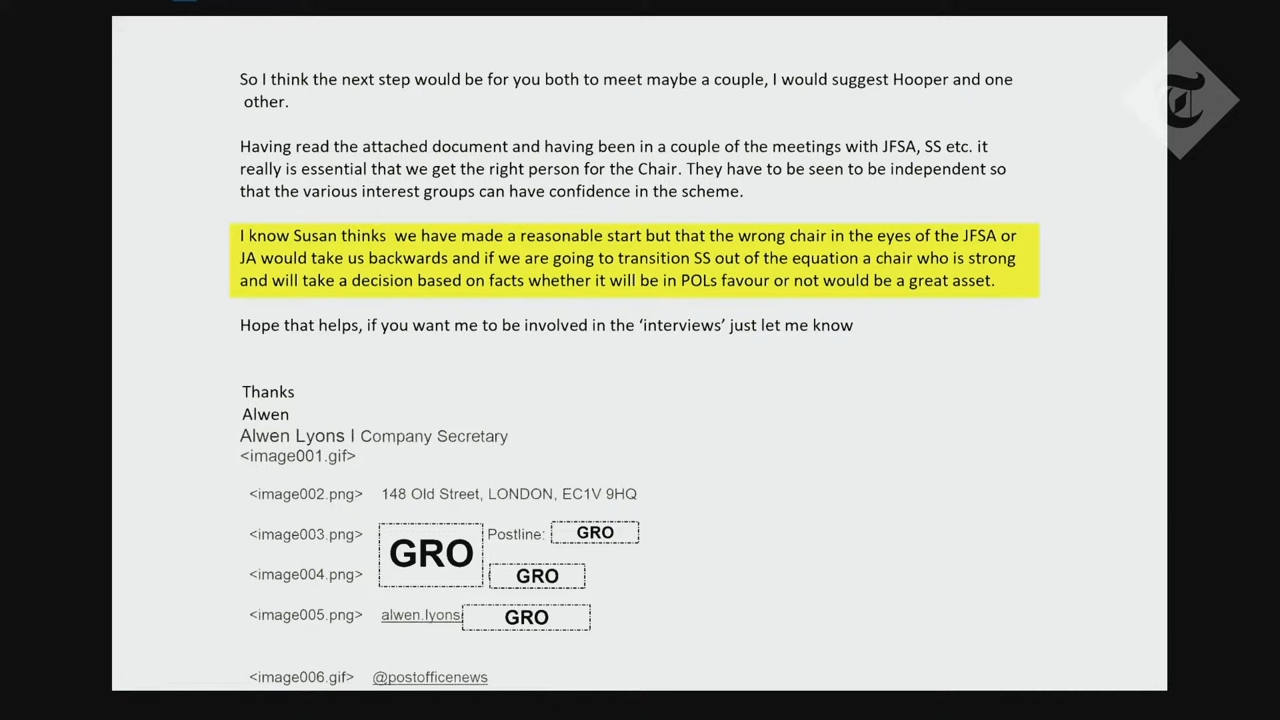 So I think the next step would be for you both to meet maybe a couple, I would suggest Hooper and one
other.
Having read the attached document and having been in a couple of the meetings with JFSA, SS etc. it
really is essential that we get the right person for the Chair. They have to be seen to be independent so
that the various interest groups can have confidence in the scheme.
I know Susan thinks  we have made a reasonable start but that the wrong chair in the eyes of the JFSA or
JA would take us backwards and if we are going to transition SS out of the equation a chair who is strong
and will take a decision based on facts whether it will be in POLs favour or not would be a great asset.
Hope that helps, if you want me to be involved in the ‘interviews’ just let me know
Thanks
Alwen
Alwen Lyons I Company Secretary
<image001.gif>
<image002.png> 148 Old Street, LONDON, EC1V 9HQ
<image003.png> GRO Postline: GRO
<image004.png> GRO
<image005.png> alwen.lyons GRO
<image006.gif> @postofficenews
T